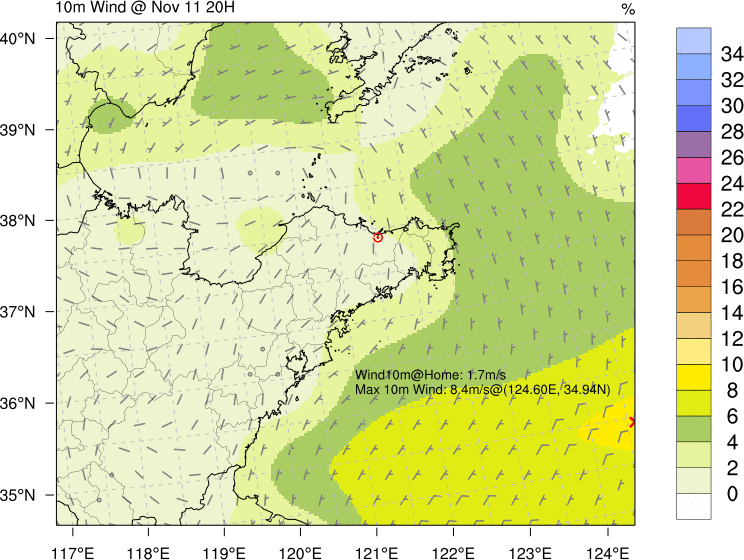 10m Wind @ Nov 11 20H
%
40°N
39°N
38°N
37°N
36°N
35°N
Wind10m@Home: 1.7m/s
Max 10m Wind: 8.4m/s@(124.60E, 34.94N)
117°E 118°E 119°E 120°E 121°E 122°E 123°E 124°E
34
32
30
28
26
24
22
20
18
16
14
12
10
8
6
4
2
0